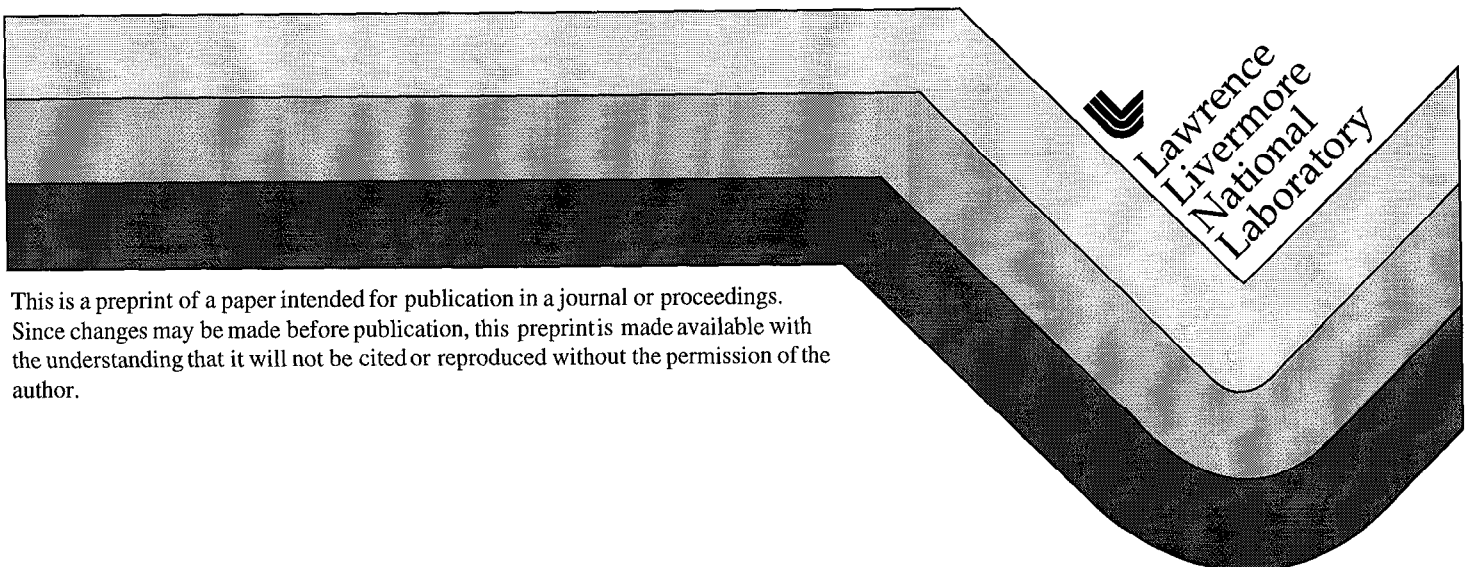 Lawrence
Livermore
National
Laboratory
This is a preprint of a paper intended for publication in a journal or proceedings.
Since changes may be made before publication, this preprint is made available with
the understanding that it will not be cited or reproduced without the permission of the
author.